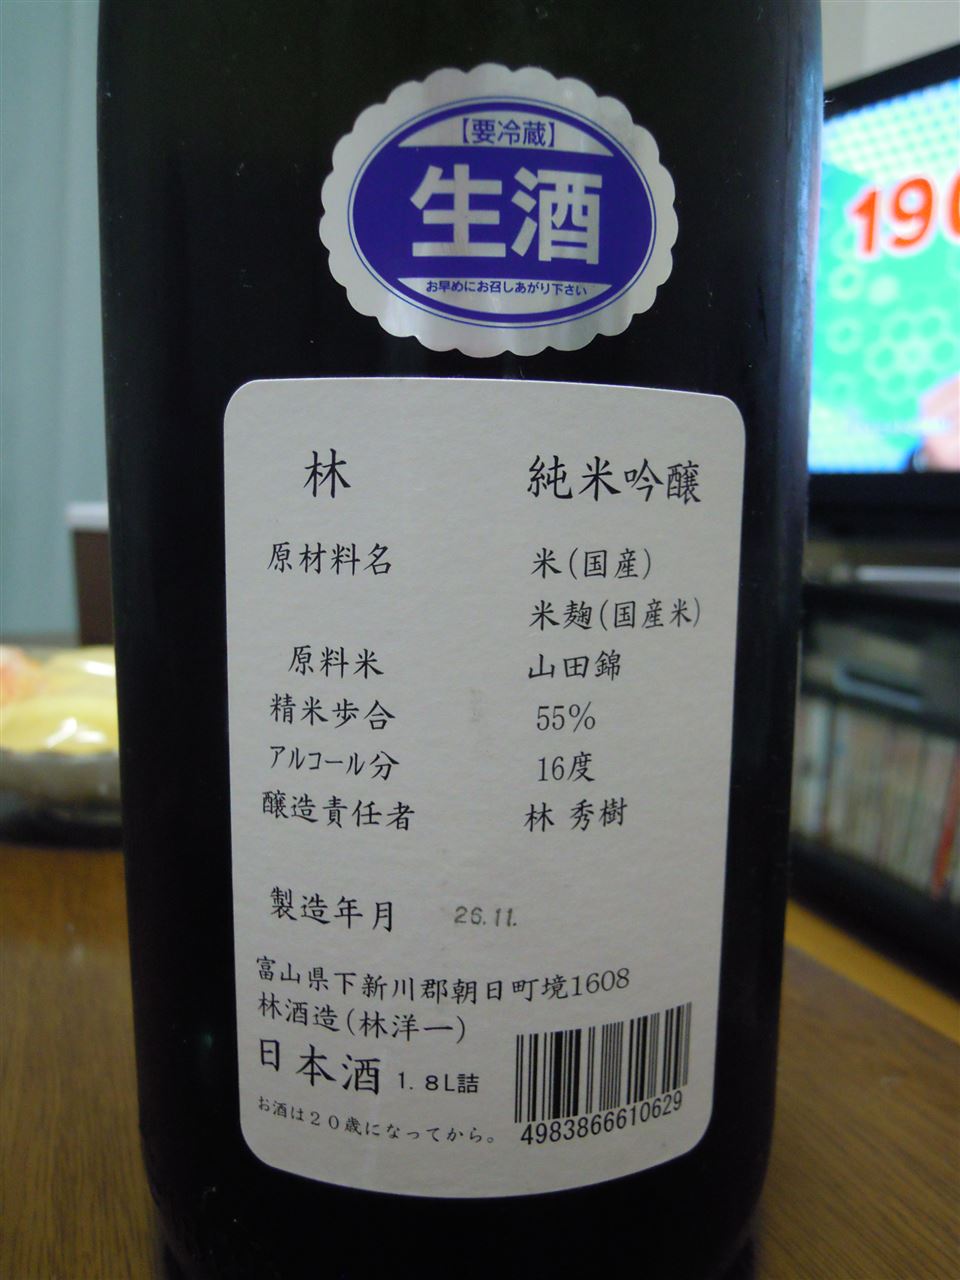 【要冷蔵】
生酒
お早めにお召しあがり下さい
林 純米吟醸
原材料名 米(国産)
米麹(国産米)
原料米 山田錦
精米歩合 55%
アルコール分 16度
醸造責任者 林 秀樹
製造年月 26.11.
富山県下新川郡朝日町境1608
林酒造(林洋一)
日本酒 1.8L詰
お酒は20歳になってから。
4983866610629
190